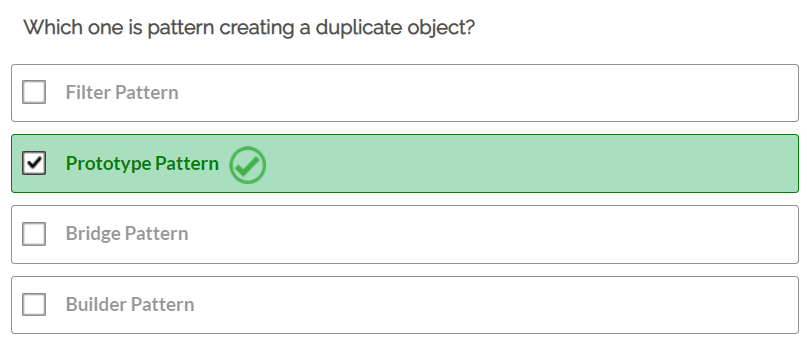 Which one is pattern creating a duplicate object?
Filter Pattern
Prototype Pattern
Bridge Pattern
Builder Pattern